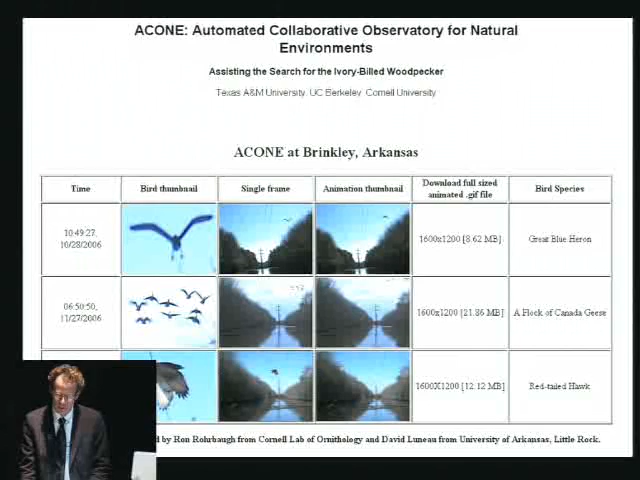 ACONE: Automated Collaborative Observatory for Natural
Environments
Assisting the Search for the Ivory-Billed Woodpecker
Texas A&M University, UC Berkeley Cornell University
ACONE at Brinkley, Arkansas
Time Bird thumbnail Single frame Animation thumbnail Download full sized animated .gif file Bird Species
10:49:27, 10/28/2006 1600x1200 [8.62 MB] Great Blue Heron
06:50:50, 11/27/2006 1600x1200 [21.86 MB] A Flock of Canada Geese
1600X1200 [12.12 MB] Red-tailed Hawk
by Ron Rohrbaugh from Cornell Lab of Ornithology and David Luneau from University of Arkansas, Little Rock.